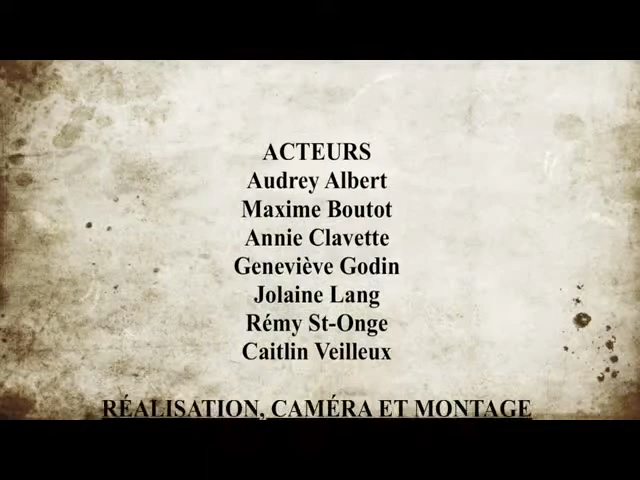 ACTEURS
Audrey Albert
Maxime Boutot
Annie Clavette
Geneviève Godin
Jolaine Lang
Rémy St-Onge
Caitlin Veilleux
RÉALISATION, CAMÉRA ET MONTAGE